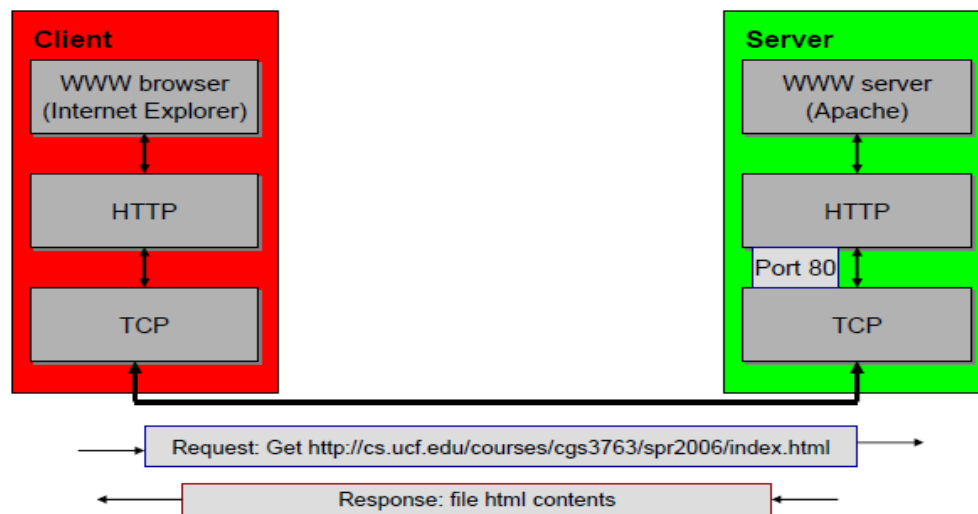 Client
WWW browser
(Internet Explorer)
HTTP
TCP
Server
WWW server
(Apache)
HTTP
Port 80
TCP
Request: Get http://cs.ucf.edu/courses/cgs3763/spr2006/index.html
Response: file html contents